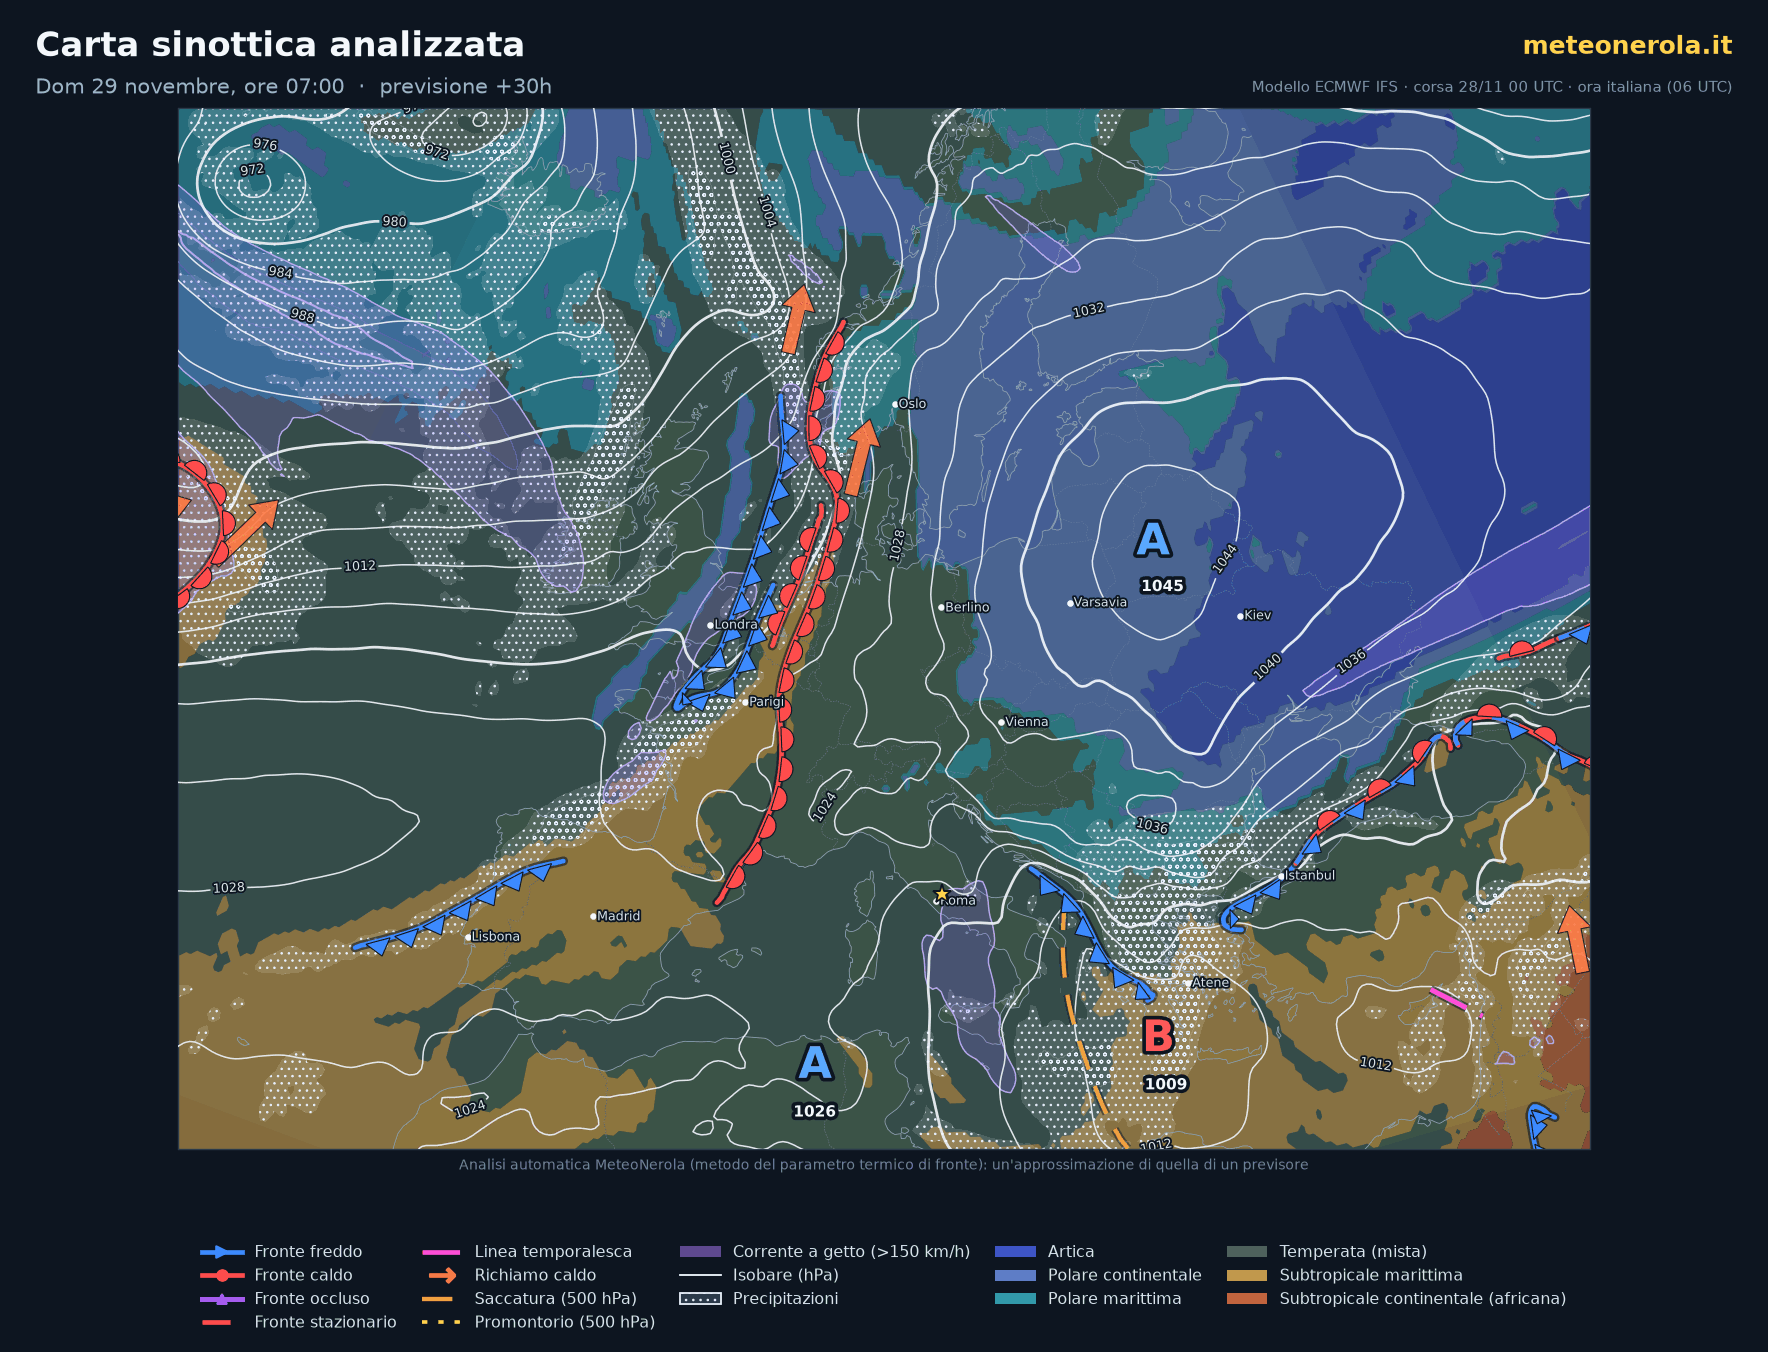 Carta sinottica analizzata
meteonerola.it
Dom 29 novembre, ore 07:00 · previsione +30h
Modello ECMWF IFS · corsa 28/11 00 UTC · ora italiana (06 UTC)
976
972
972
1000
1004
980
984
988
1032
Oslo
1028
A
1045
1044
1012
Berlino
Varsavia
Kiev
Londra
1040
1036
Parigi
Vienna
1024
1036
1028
Istanbul
Roma
Madrid
Lisbona
Atene
B
1009
A
1026
1012
1024
1012
Analisi automatica MeteoNerola (metodo del parametro termico di fronte): un'approssimazione di quella di un previsore
Fronte freddo
Fronte caldo
Fronte occluso
Fronte stazionario
Linea temporalesca
Richiamo caldo
Saccatura (500 hPa)
Promontorio (500 hPa)
Corrente a getto (>150 km/h)
Isobare (hPa)
Precipitazioni
Artica
Polare continentale
Polare marittima
Temperata (mista)
Subtropicale marittima
Subtropicale continentale (africana)